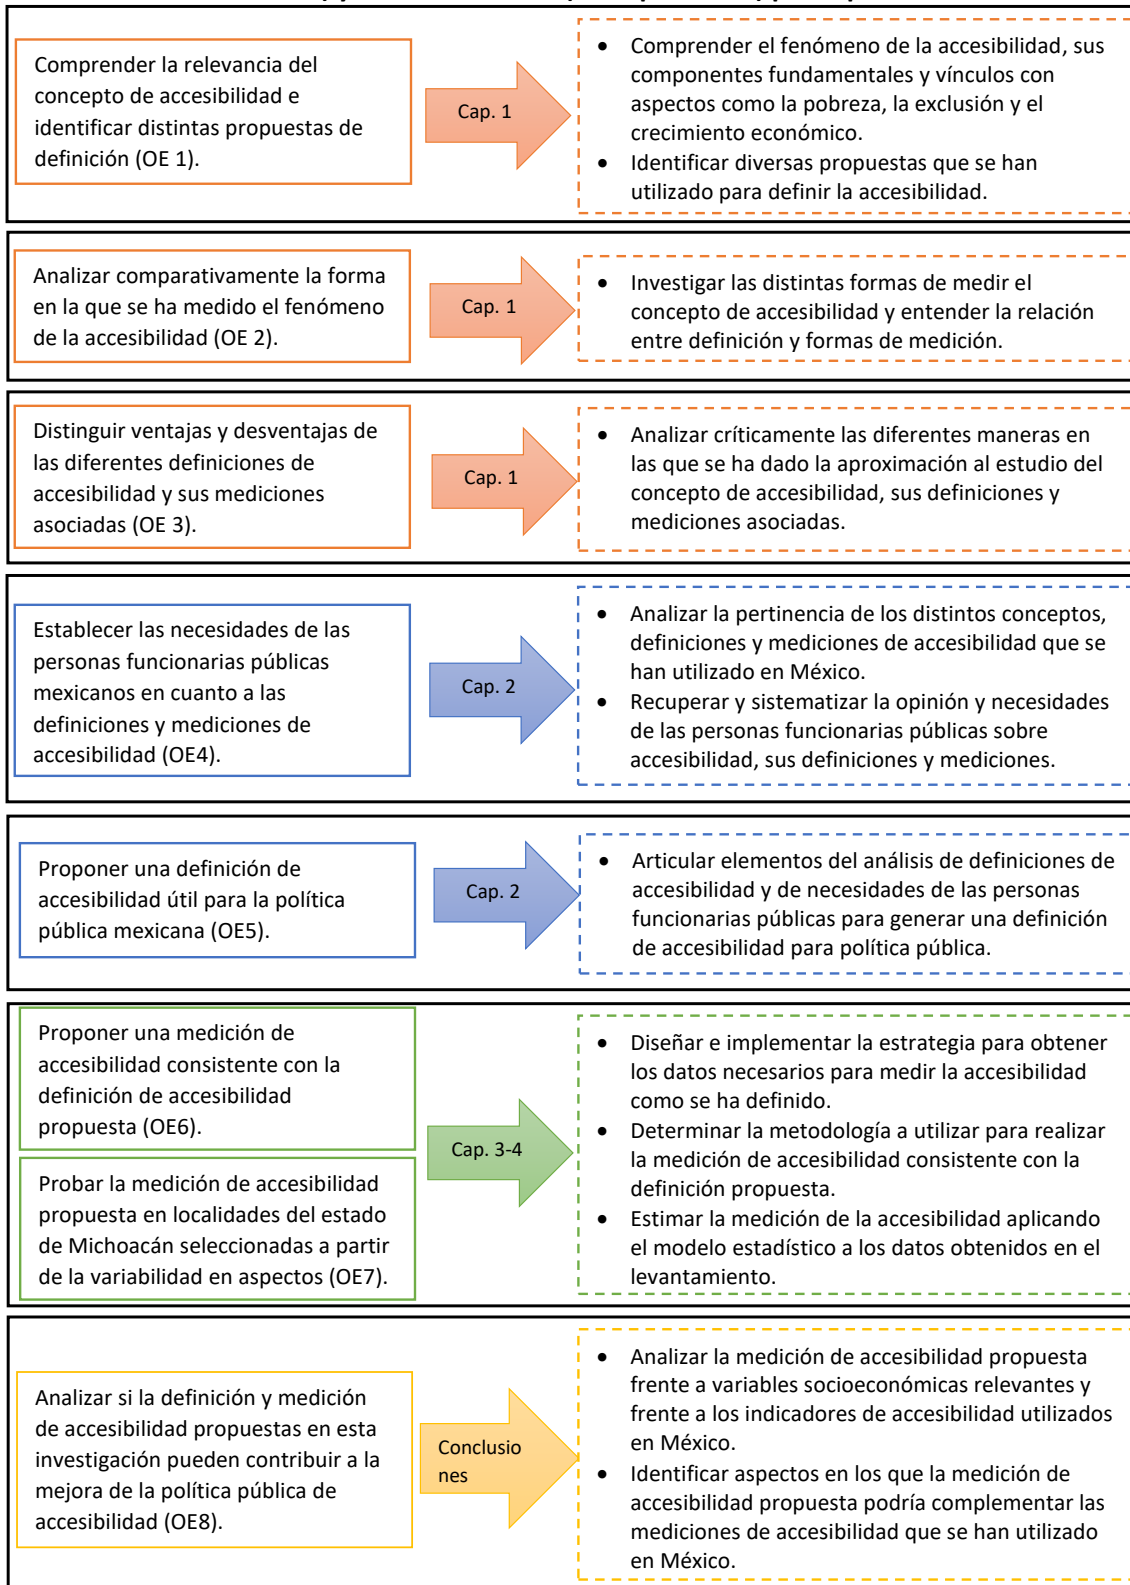 Comprender la relevancia del
concepto de accesibilidad e
identificar distintas propuestas de
definición (OE 1).
Cap. 1
• Comprender el fenómeno de la accesibilidad, sus
componentes fundamentales y vínculos con
aspectos como la pobreza, la exclusión y el
crecimiento económico.
• Identificar diversas propuestas que se han
utilizado para definir la accesibilidad.
Analizar comparativamente la forma
en la que se ha medido el fenómeno
de la accesibilidad (OE 2).
Cap. 1
• Investigar las distintas formas de medir el
concepto de accesibilidad y entender la relación
entre definición y formas de medición.
Distinguir ventajas y desventajas de
las diferentes definiciones de
accesibilidad y sus mediciones
asociadas (OE 3).
Cap. 1
• Analizar críticamente las diferentes maneras en
las que se ha dado la aproximación al estudio del
concepto de accesibilidad, sus definiciones y
mediciones asociadas.
Establecer las necesidades de las
personas funcionarias públicas
mexicanos en cuanto a las
definiciones y mediciones de
accesibilidad (OE4).
Cap. 2
• Analizar la pertinencia de los distintos conceptos,
definiciones y mediciones de accesibilidad que se
han utilizado en México.
• Recuperar y sistematizar la opinión y necesidades
de las personas funcionarias públicas sobre
accesibilidad, sus definiciones y mediciones.
Proponer una definición de
accesibilidad útil para la política
pública mexicana (OE5).
Cap. 2
• Articular elementos del análisis de definiciones de
accesibilidad y de necesidades de las personas
funcionarias públicas para generar una definición
de accesibilidad para política pública.
Proponer una medición de
accesibilidad consistente con la
definición de accesibilidad
propuesta (OE6).
Probar la medición de accesibilidad
propuesta en localidades del estado
de Michoacán seleccionadas a partir
de la variabilidad en aspectos (OE7).
Cap. 3-4
• Diseñar e implementar la estrategia para obtener
los datos necesarios para medir la accesibilidad
como se ha definido.
• Determinar la metodología a utilizar para realizar
la medición de accesibilidad consistente con la
definición propuesta.
• Estimar la medición de la accesibilidad aplicando
el modelo estadístico a los datos obtenidos en el
levantamiento.
Analizar si la definición y medición
de accesibilidad propuestas en esta
investigación pueden contribuir a la
mejora de la política pública de
accesibilidad (OE8).
Conclusio
nes
• Analizar la medición de accesibilidad propuesta
frente a variables socioeconómicas relevantes y
frente a los indicadores de accesibilidad utilizados
en México.
• Identificar aspectos en los que la medición de
accesibilidad propuesta podría complementar las
mediciones de accesibilidad que se han utilizado
en México.